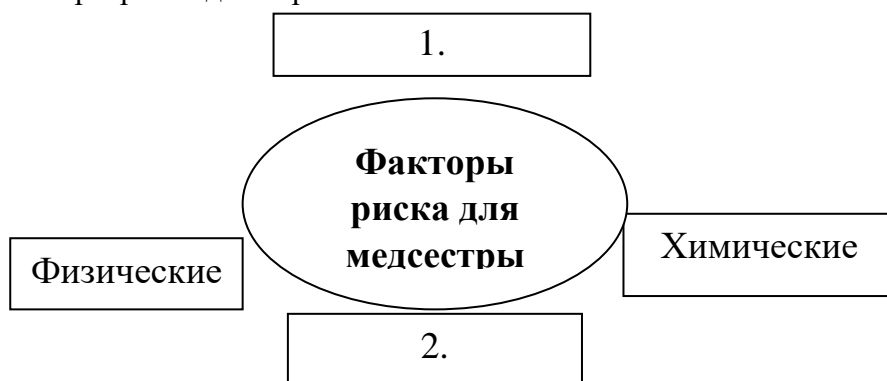 1.
Факторы
риска для
медсестры
Физические
Химические
2.